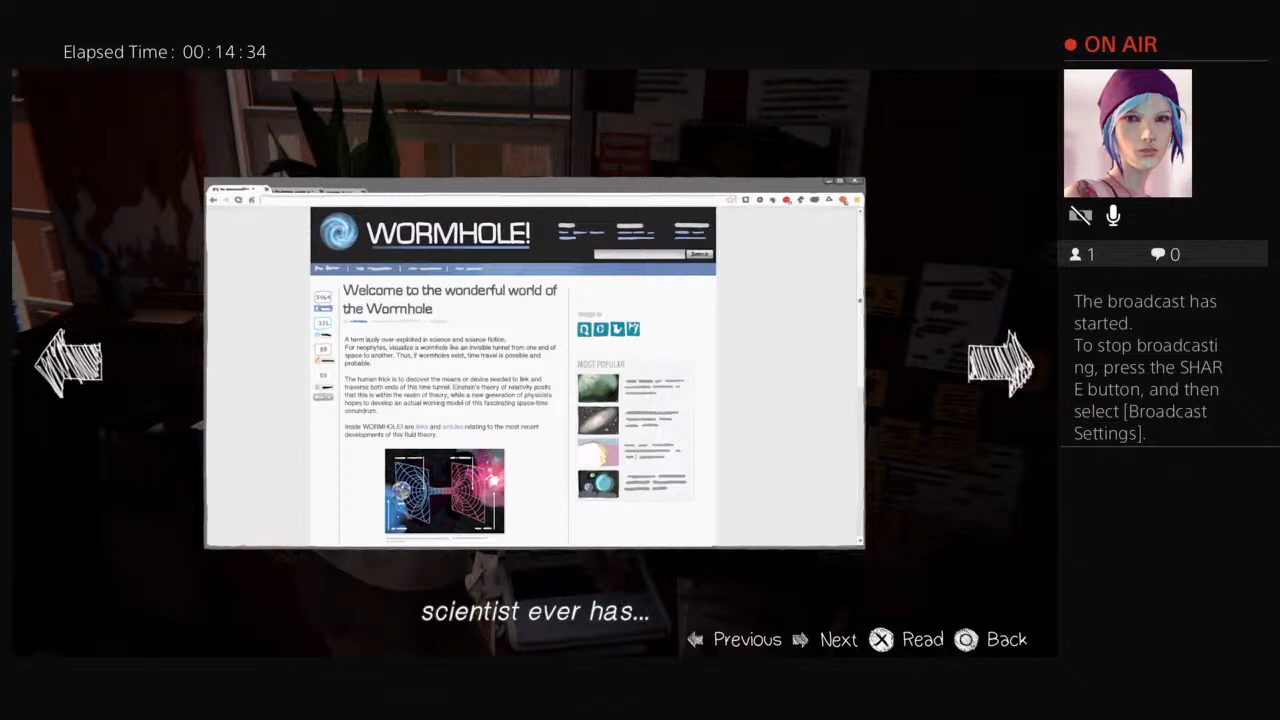 Elapsed Time: 00:14:34
ON AIR
WORMHOLE!
Search
Welcome to the wonderful world of
the Wormhole
A term lazily over-exploited in science and science fiction.
For neophytes, visualize a wormhole like an invisible tunnel from one end of
space to another. Thus, if wormholes exist, time travel is possible and
probable.
The human trick is to discover the means or device needed to link and
traverse both ends of this time tunnel. Einstein's theory of relativity posts
that this is within the realm of theory, while a new generation of physicists
hopes to develop an actual working model of this fascinating space-time
conundrum.
Inside WORMHOLE! are links and articles relating to the most recent
developments of this fluid theory.
MOST POPULAR
1
0
The broadcast has
started.
To stop broadcasti
ng, press the SHAR
E button, and then
select [Broadcast
Settings].
scientist ever has...
Previous
Next
Read
Back